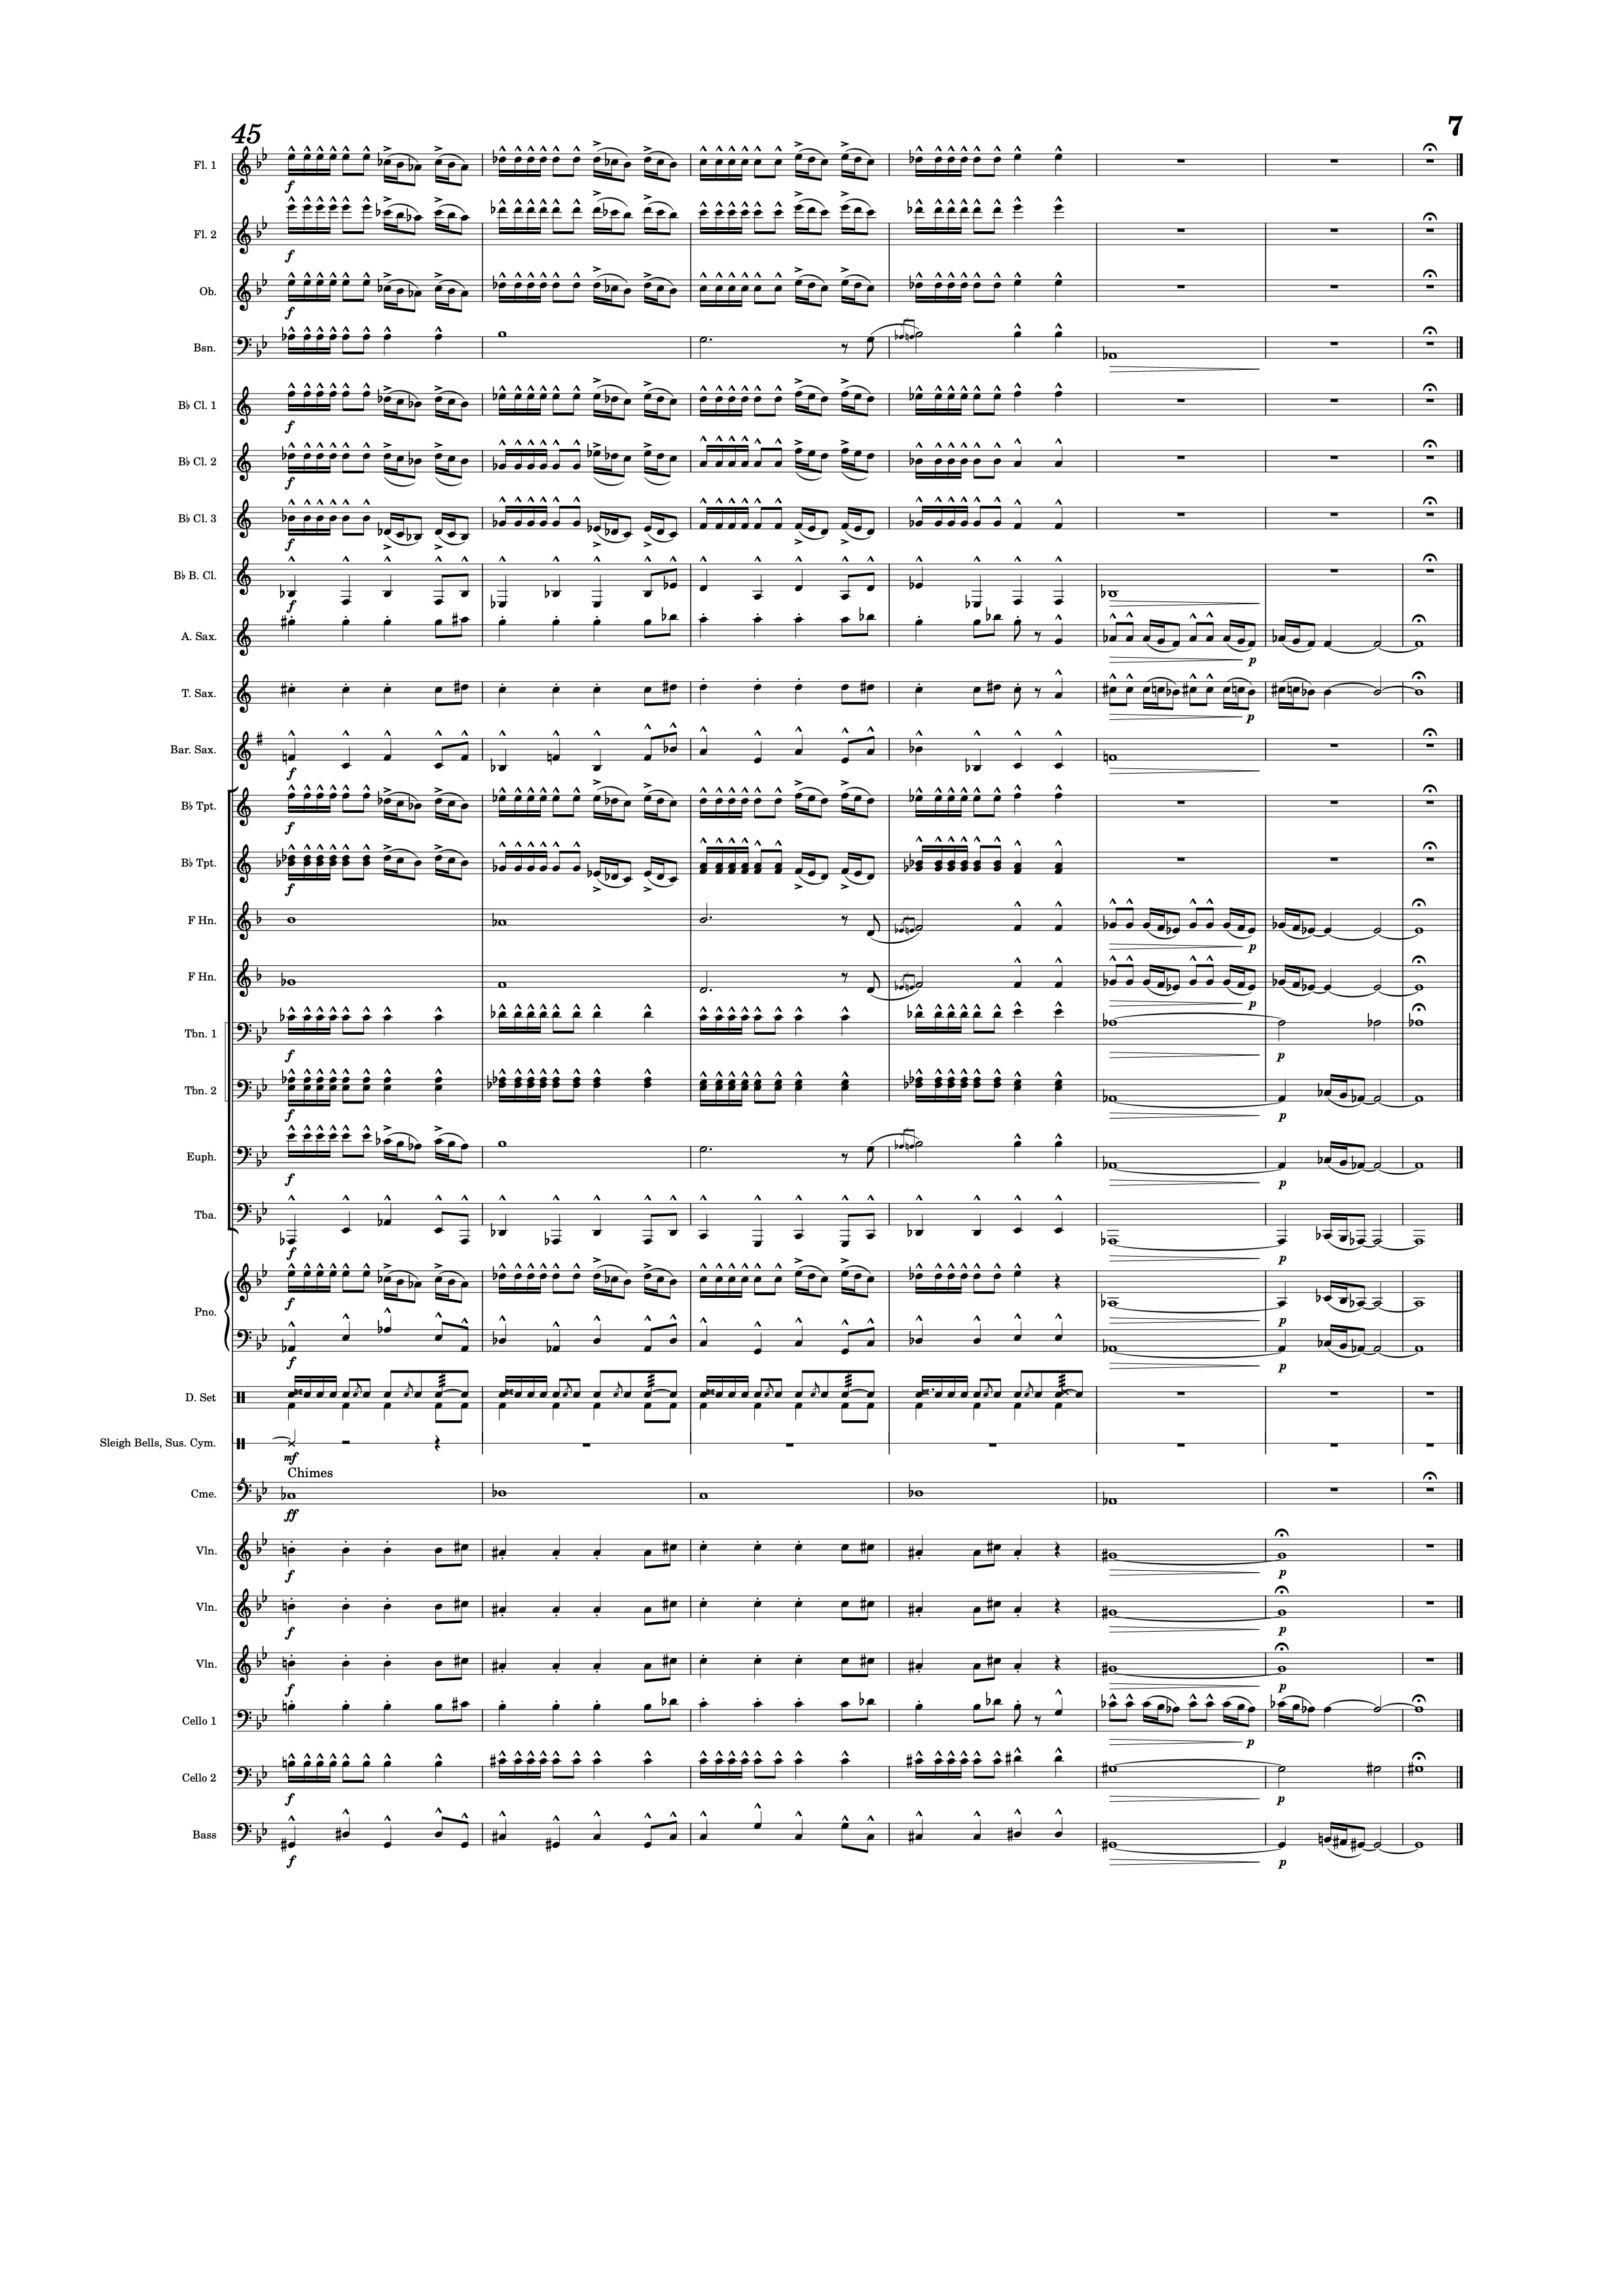 45
7
Fl. 1
f
Fl. 2
f
Ob.
f
Bsn.
B♭ Cl. 1
f
B♭ Cl. 2
f
B♭ Cl. 3
f
B♭ B. Cl.
f
A. Sax.
p
T. Sax.
p
Bar. Sax.
f
B♭ Tpt.
f
B♭ Tpt.
f
F Hn.
p
F Hn.
p
Tbn. 1
f p
Tbn. 2
f p
Euph.
f p
Tba.
f p
f p
Pno.
f p
D. Set
Sleigh Bells, Sus. Cym.
mf
Chimes
Cme.
ff
Vln.
f p
Vln.
f p
Vln.
f p
Cello 1
p
Cello 2
f p
Bass
f p